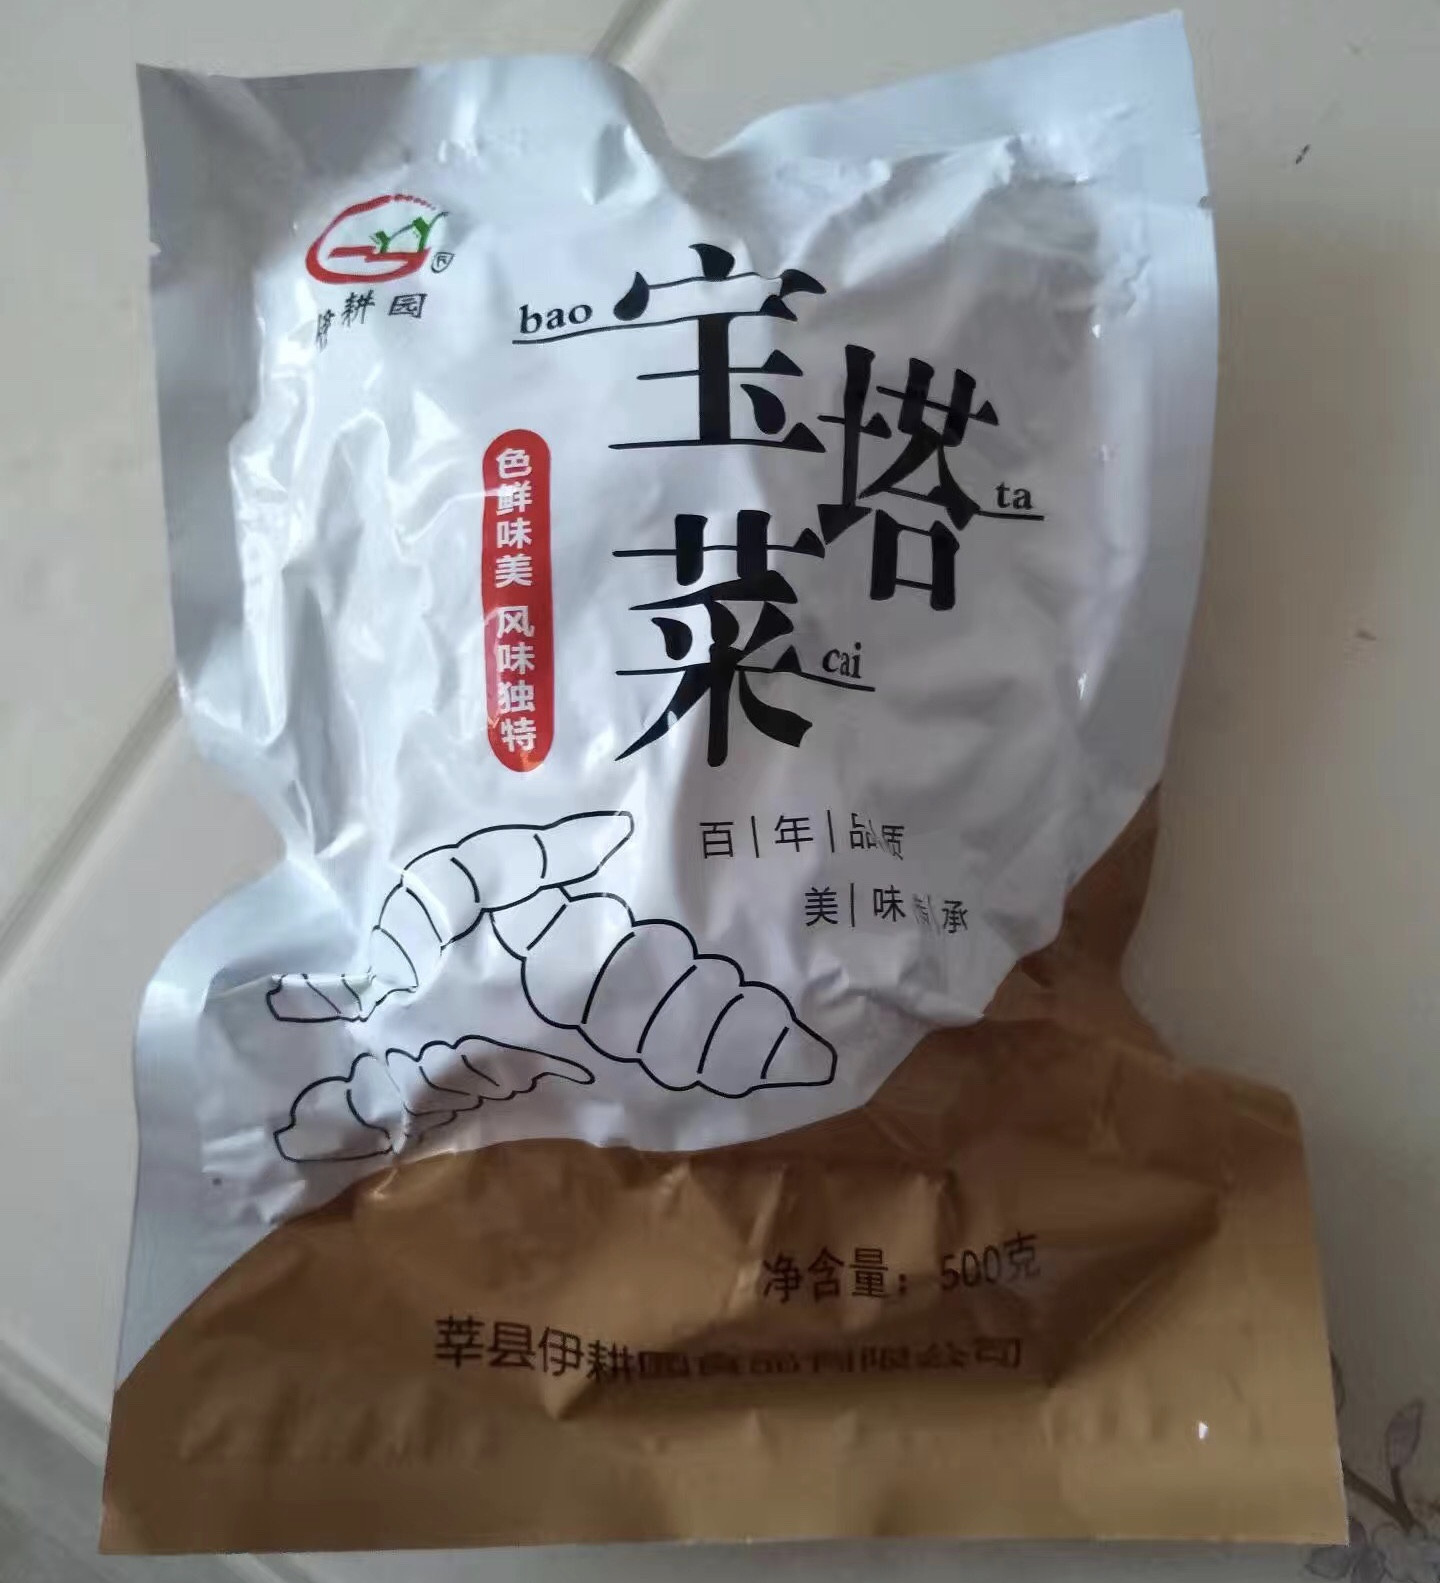 耕园
bao
宝塔
ta
菜
cai
色鲜味美 风味独特
百|年|品|质
美|味|传|承
净含量：500克
莘县伊耕园食品有限公司